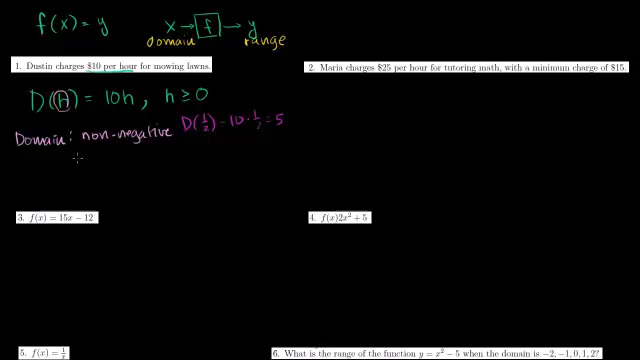 f(x) = y
x → f → y
domain range
1. Dustin charges $10 per hour for mowing lawns.
2. Maria charges $25 per hour for tutoring math, with a minimum charge of $15.
D(h) = 10h , h ≥ 0
Domain: non-negative D(1/2) = 10 · 1/2 = 5
3. f(x) = 15x − 12
4. f(x)2x² + 5
5. f(x) = 1/x
6. What is the range of the function y = x² − 5 when the domain is −2, −1, 0, 1, 2?